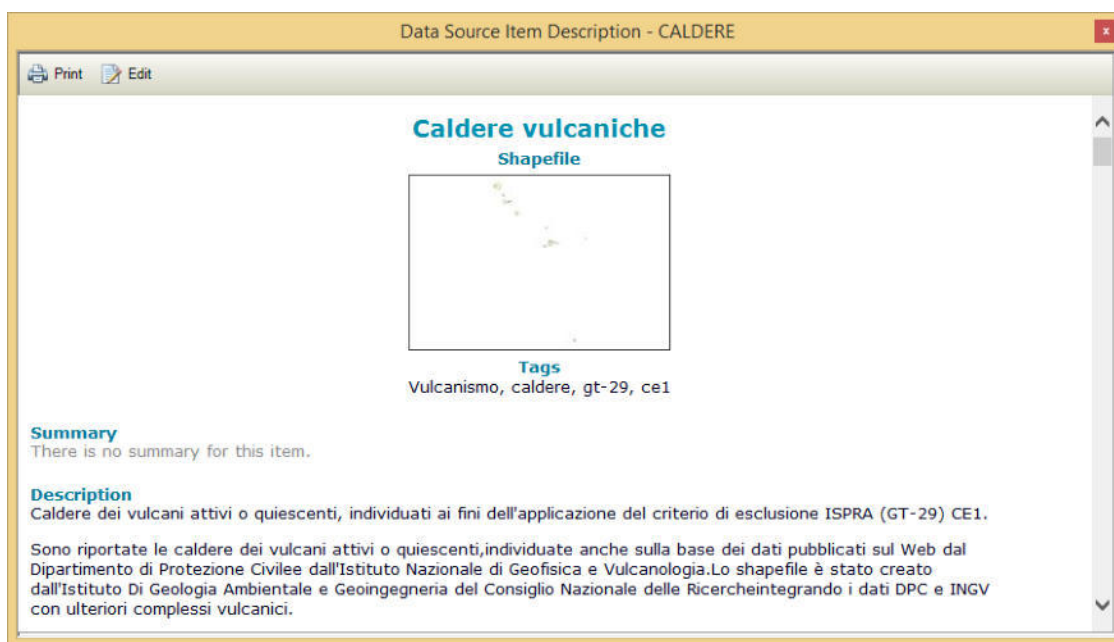 Data Source Item Description - CALDERE
x
Print Edit
Caldere vulcaniche
Shapefile
Tags
Vulcanismo, caldere, gt-29, ce1
Summary
There is no summary for this item.
Description
Caldere dei vulcani attivi o quiescenti, individuati ai fini dell'applicazione del criterio di esclusione ISPRA (GT-29) CE1.
Sono riportate le caldere dei vulcani attivi o quiescenti,individuate anche sulla base dei dati pubblicati sul Web dal
Dipartimento di Protezione Civilee dall'Istituto Nazionale di Geofisica e Vulcanologia.Lo shapefile è stato creato
dall'Istituto Di Geologia Ambientale e Geoingegneria del Consiglio Nazionale delle Ricercheintegrando i dati DPC e INGV
con ulteriori complessi vulcanici.